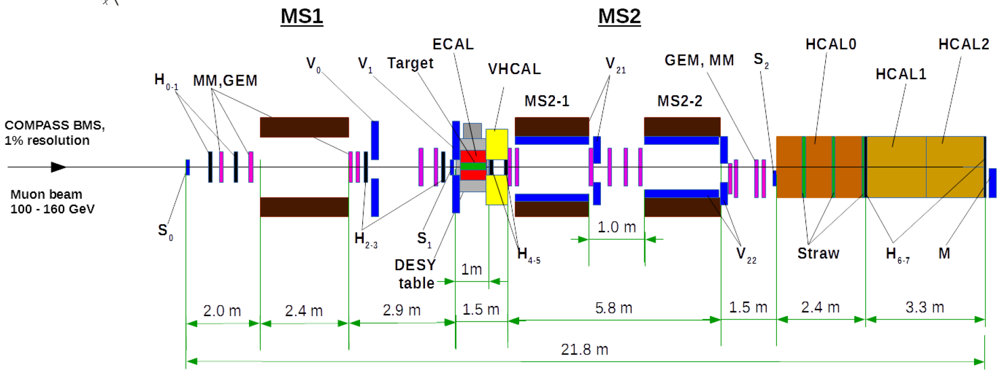 MS1
MS2
ECAL
HCAL0
HCAL2
V0
V1
Target
VHCAL
V21
GEM, MM
S2
HCAL1
H0-1
MM,GEM
MS2-1
MS2-2
COMPASS BMS,
1% resolution
Muon beam
100 - 160 GeV
S0
H2-3
S1
H4-5
1.0 m
V22
Straw
H6-7
M
DESY
table
1m
2.0 m
2.4 m
2.9 m
1.5 m
5.8 m
1.5 m
2.4 m
3.3 m
21.8 m